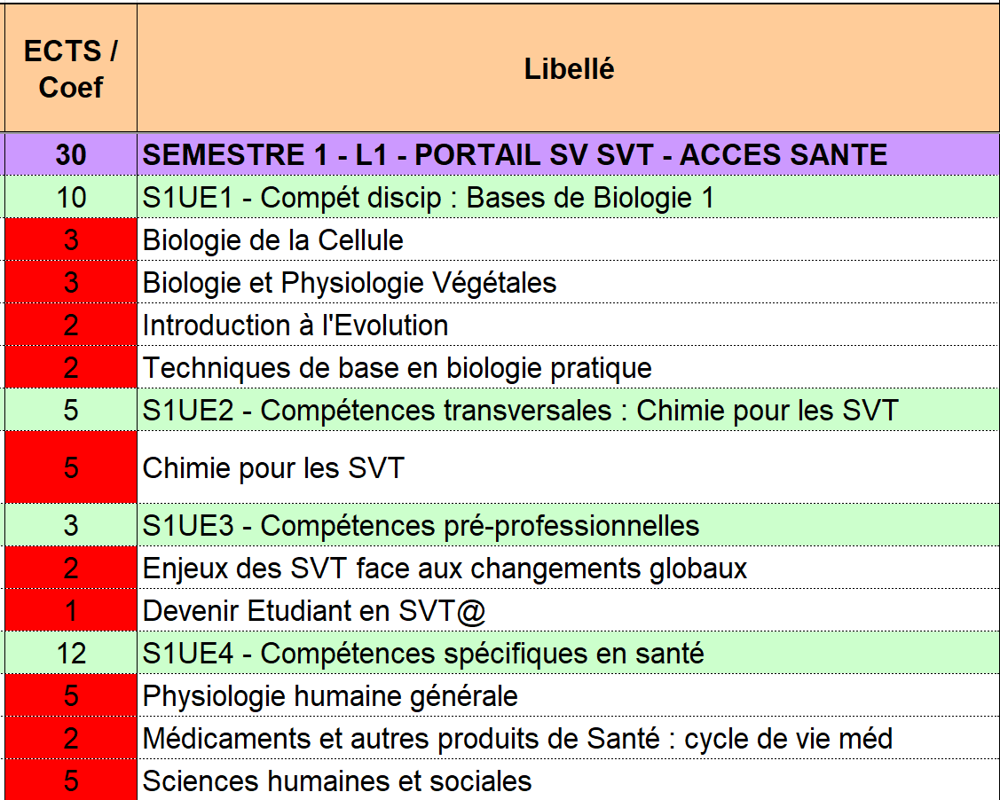 ECTS / Coef Libellé
30 SEMESTRE 1 - L1 - PORTAIL SV SVT - ACCES SANTE
10 S1UE1 - Compét discip : Bases de Biologie 1
3 Biologie de la Cellule
3 Biologie et Physiologie Végétales
2 Introduction à l'Evolution
2 Techniques de base en biologie pratique
5 S1UE2 - Compétences transversales : Chimie pour les SVT
5 Chimie pour les SVT
3 S1UE3 - Compétences pré-professionnelles
2 Enjeux des SVT face aux changements globaux
1 Devenir Etudiant en SVT@
12 S1UE4 - Compétences spécifiques en santé
5 Physiologie humaine générale
2 Médicaments et autres produits de Santé : cycle de vie méd
5 Sciences humaines et sociales